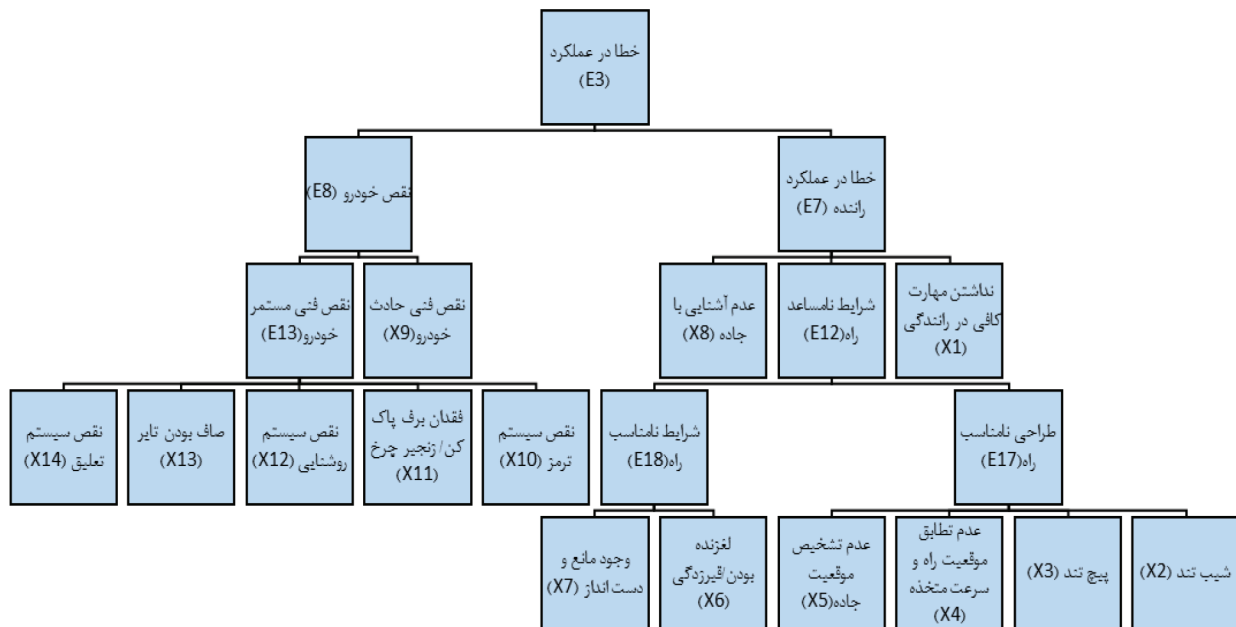 خطا در عملکرد
(E3)
خطا در عملکرد
راننده (E7)
نقص خودرو (E8)
نداشتن مهارت
کافی در رانندگی
(X1)
شرایط نامساعد
راه(E12)
عدم آشنایی با
جاده (X8)
نقص فنی حادث
خودرو(X9)
نقص فنی مستمر
خودرو(E13)
طراحی نامناسب
راه(E17)
شرایط نامناسب
راه(E18)
نقص سیستم
ترمز (X10)
فقدان برف پاک
کن/ زنجیر چرخ
(X11)
نقص سیستم
روشنایی (X12)
صاف بودن تایر
(X13)
نقص سیستم
تعلیق (X14)
شیب تند (X2)
پیچ تند (X3)
عدم تطابق
موقعیت راه و
سرعت متخذه
(X4)
عدم تشخیص
موقعیت
جاده(X5)
لغزنده
بودن/قیرزدگی
(X6)
وجود مانع و
دست انداز (X7)